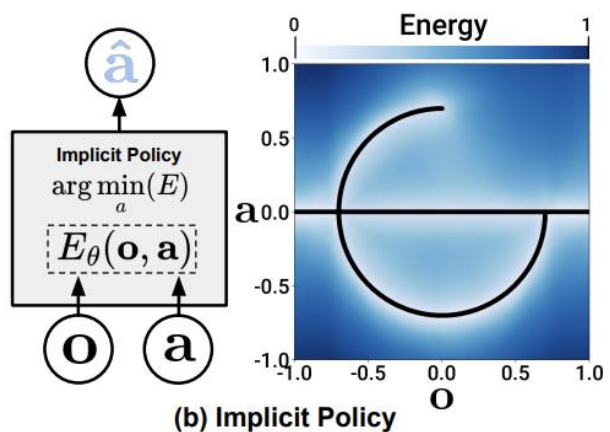 â
Implicit Policy
arg min(E)
a
E_θ(o, a)
o a
Energy
0 1
1.0
0.5
a 0.0
-0.5
-1.0
-1.0 -0.5 0.0 0.5 1.0
o
(b) Implicit Policy